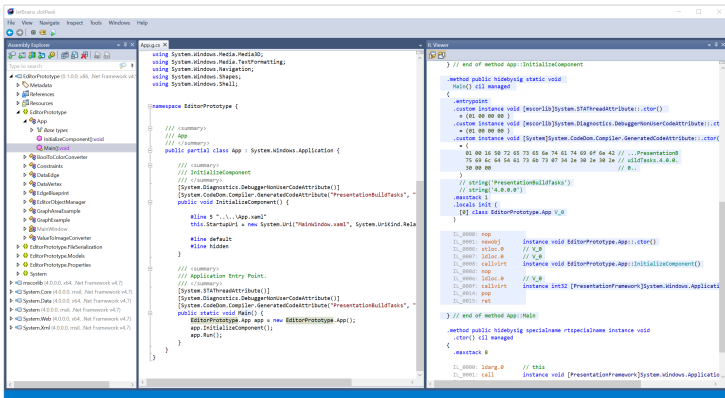 JetBrains dotPeek
File View Navigate Inspect Tools Windows Help
Assembly Explorer
Type to search
EditorPrototype (0.1.0.0, x86, .Net Framework v4.7)
Metadata
References
Resources
EditorPrototype
App
Base types
InitializeComponent():void
Main():void
BoolToColorConverter
Constraints
DataEdge
DataVertex
EdgeBlueprint
EditorObjectManager
GraphAreaExample
GraphExample
MainWindow
ValueToImageConverter
EditorPrototype.FileSerialization
EditorPrototype.Models
EditorPrototype.Properties
System
mscorlib (4.0.0.0, x64, .Net Framework v4.7)
System.Core (4.0.0.0, msil, .Net Framework v4.7)
System.Data (4.0.0.0, x64, .Net Framework v4.7)
System (4.0.0.0, msil, .Net Framework v4.7)
System.Web (4.0.0.0, x64, .Net Framework v4.7)
System.Xml (4.0.0.0, msil, .Net Framework v4.7)
App.g.cs
using System.Windows.Media.Media3D;
using System.Windows.Media.TextFormatting;
using System.Windows.Navigation;
using System.Windows.Shapes;
using System.Windows.Shell;
namespace EditorPrototype {
/// <summary>
/// App
/// </summary>
public partial class App : System.Windows.Application {
/// <summary>
/// InitializeComponent
/// </summary>
[System.Diagnostics.DebuggerNonUserCodeAttribute()]
[System.CodeDom.Compiler.GeneratedCodeAttribute("PresentationBuildTasks", "
public void InitializeComponent() {
#line 5 "..\..\App.xaml"
this.StartupUri = new System.Uri("MainWindow.xaml", System.UriKind.Rela
#line default
#line hidden
}
/// <summary>
/// Application Entry Point.
/// </summary>
[System.STAThreadAttribute()]
[System.Diagnostics.DebuggerNonUserCodeAttribute()]
[System.CodeDom.Compiler.GeneratedCodeAttribute("PresentationBuildTasks", "
public static void Main() {
EditorPrototype.App app = new EditorPrototype.App();
app.InitializeComponent();
app.Run();
}
}
}
IL Viewer
} // end of method App::InitializeComponent
.method public hidebysig static void
Main() cil managed
{
.entrypoint
.custom instance void [mscorlib]System.STAThreadAttribute::.ctor()
= (01 00 00 00 )
.custom instance void [mscorlib]System.Diagnostics.DebuggerNonUserCodeAttribute::.ct
= (01 00 00 00 )
.custom instance void [System]System.CodeDom.Compiler.GeneratedCodeAttribute::.ctor(
= (
01 00 16 50 72 65 73 65 6e 74 61 74 69 6f 6e 42 // ...PresentationB
75 69 6c 64 54 61 73 6b 73 07 34 2e 30 2e 30 2e // uildTasks.4.0.0.
30 00 00 // 0..
)
// string('PresentationBuildTasks')
// string('4.0.0.0')
.maxstack 1
.locals init (
[0] class EditorPrototype.App V_0
)
IL_0000: nop
IL_0001: newobj instance void EditorPrototype.App::.ctor()
IL_0006: stloc.0 // V_0
IL_0007: ldloc.0 // V_0
IL_0008: callvirt instance void EditorPrototype.App::InitializeComponent()
IL_000d: nop
IL_000e: ldloc.0 // V_0
IL_000f: callvirt instance int32 [PresentationFramework]System.Windows.Applicati
IL_0014: pop
IL_0015: ret
} // end of method App::Main
.method public hidebysig specialname rtspecialname instance void
.ctor() cil managed
{
.maxstack 8
IL_0000: ldarg.0 // this
IL_0001: call instance void [PresentationFramework]System.Windows.Applicatio